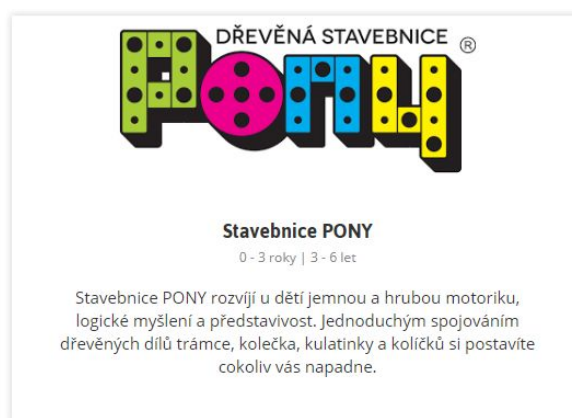 DŘEVĚNÁ STAVEBNICE ®
PONY
Stavebnice PONY
0 - 3 roky | 3 - 6 let
Stavebnice PONY rozvíjí u dětí jemnou a hrubou motoriku,
logické myšlení a představivost. Jednoduchým spojováním
dřevěných dílů trámce, kolečka, kulatinky a kolíčků si postavíte
cokoliv vás napadne.